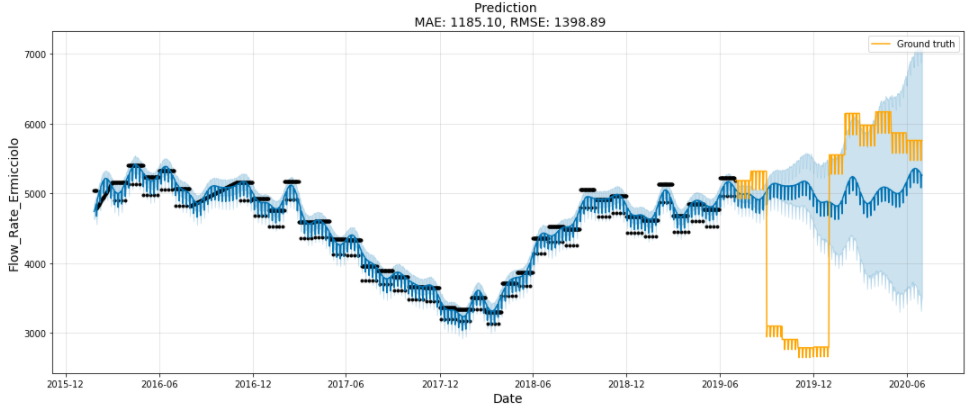 Prediction
MAE: 1185.10, RMSE: 1398.89
Ground truth
7000
6000
5000
4000
3000
Flow_Rate_Ermicciolo
2015-12 2016-06 2016-12 2017-06 2017-12 2018-06 2018-12 2019-06 2019-12 2020-06
Date